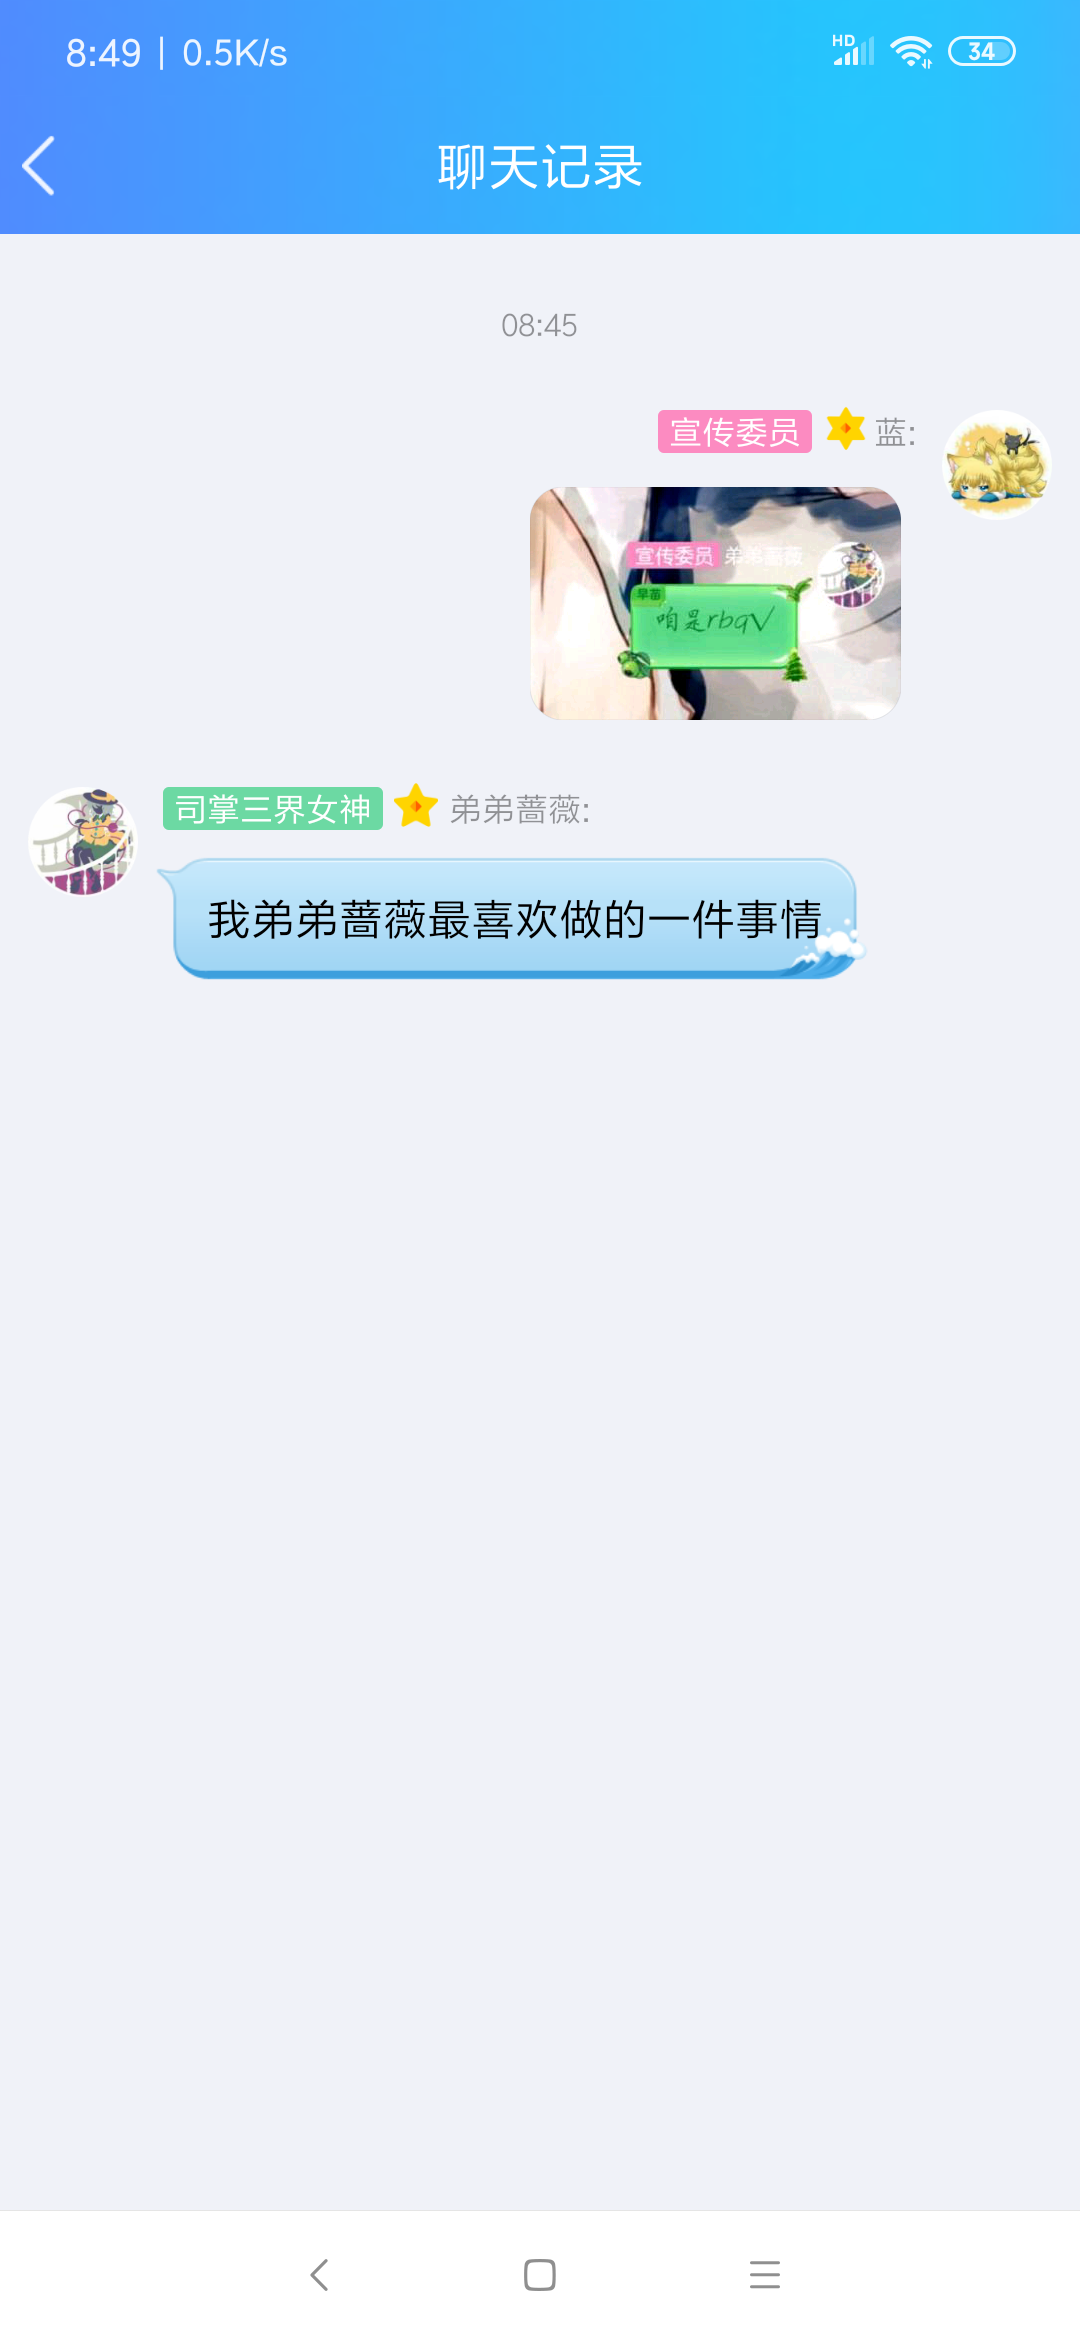 8:49 | 0.5K/s
HD
34
聊天记录
08:45
宣传委员 蓝:
宣传委员 弟弟蔷薇
早苗
咱是rbq√
司掌三界女神 弟弟蔷薇:
我弟弟蔷薇最喜欢做的一件事情